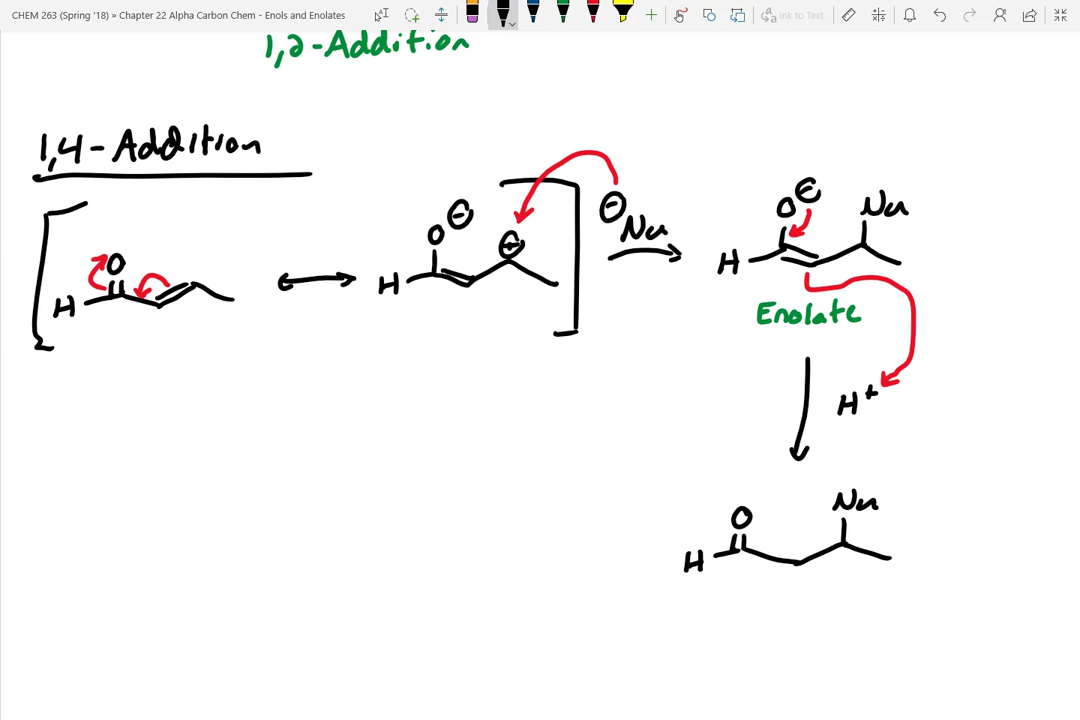 CHEM 263 (Spring '18) » Chapter 22 Alpha Carbon Chem - Enols and Enolates
Ink to Text
1,2-Addition
1,4-Addition
O
H
O ⊖
H
⊕
⊖
Nu
O ⊖
Nu
H
Enolate
H+
Nu
O
H